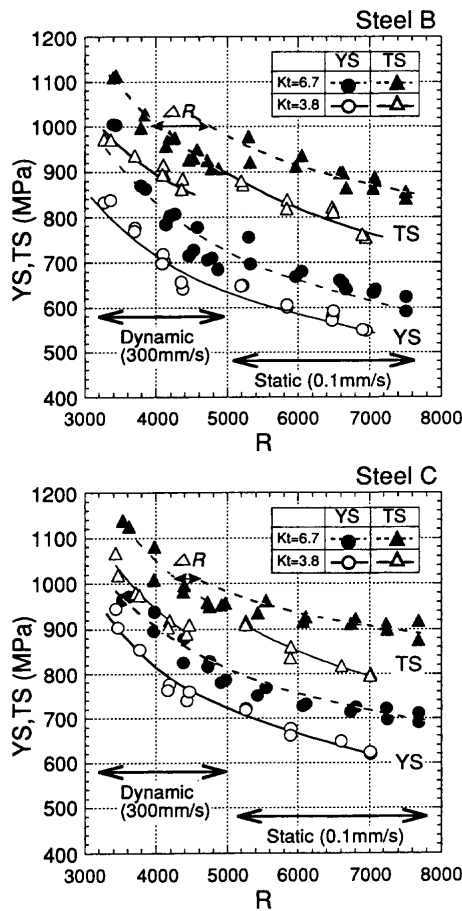 Steel B
1200
1100
1000
900
800
700
600
500
400
YS,TS (MPa)
YS TS
Kt=6.7
Kt=3.8
ΔR
TS
YS
Dynamic
(300mm/s)
Static (0.1mm/s)
3000 4000 5000 6000 7000 8000
R
Steel C
1200
1100
1000
900
800
700
600
500
400
YS,TS (MPa)
YS TS
Kt=6.7
Kt=3.8
ΔR
TS
YS
Dynamic
(300mm/s)
Static (0.1mm/s)
3000 4000 5000 6000 7000 8000
R